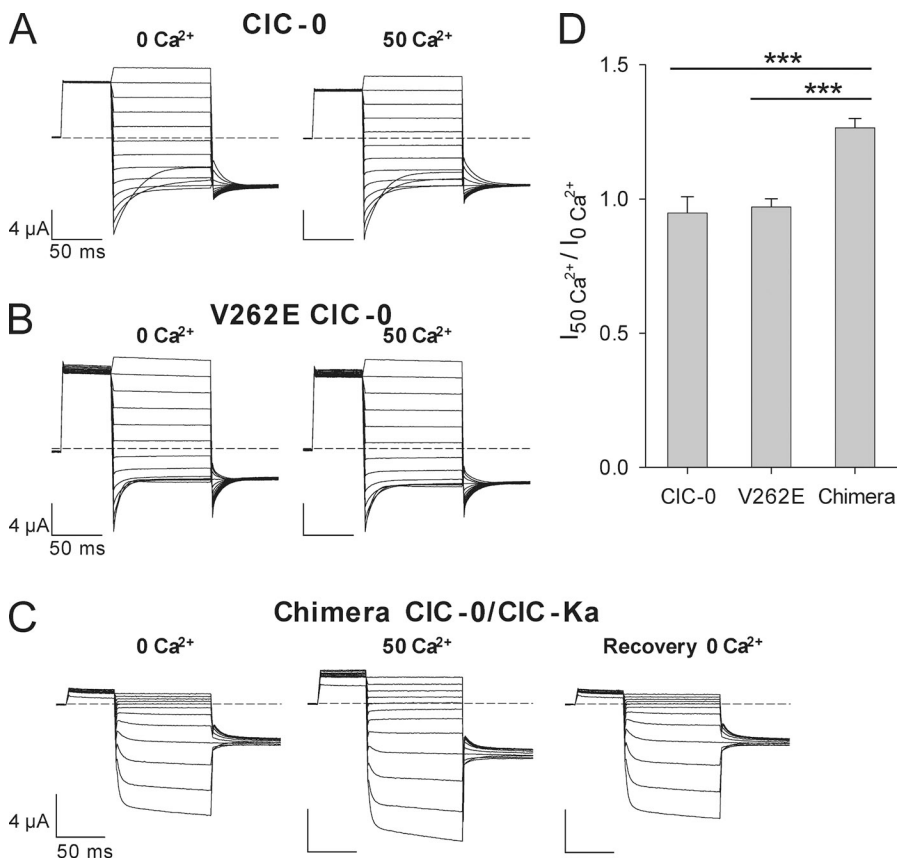 A
ClC-0
0 Ca²⁺
50 Ca²⁺
4 µA
50 ms
B
V262E ClC-0
0 Ca²⁺
50 Ca²⁺
4 µA
50 ms
C
Chimera ClC-0/ClC-Ka
0 Ca²⁺
50 Ca²⁺
Recovery 0 Ca²⁺
4 µA
50 ms
D
I50 Ca²⁺ / I0 Ca²⁺
1.5
1.0
0.5
0.0
***
***
ClC-0 V262E Chimera